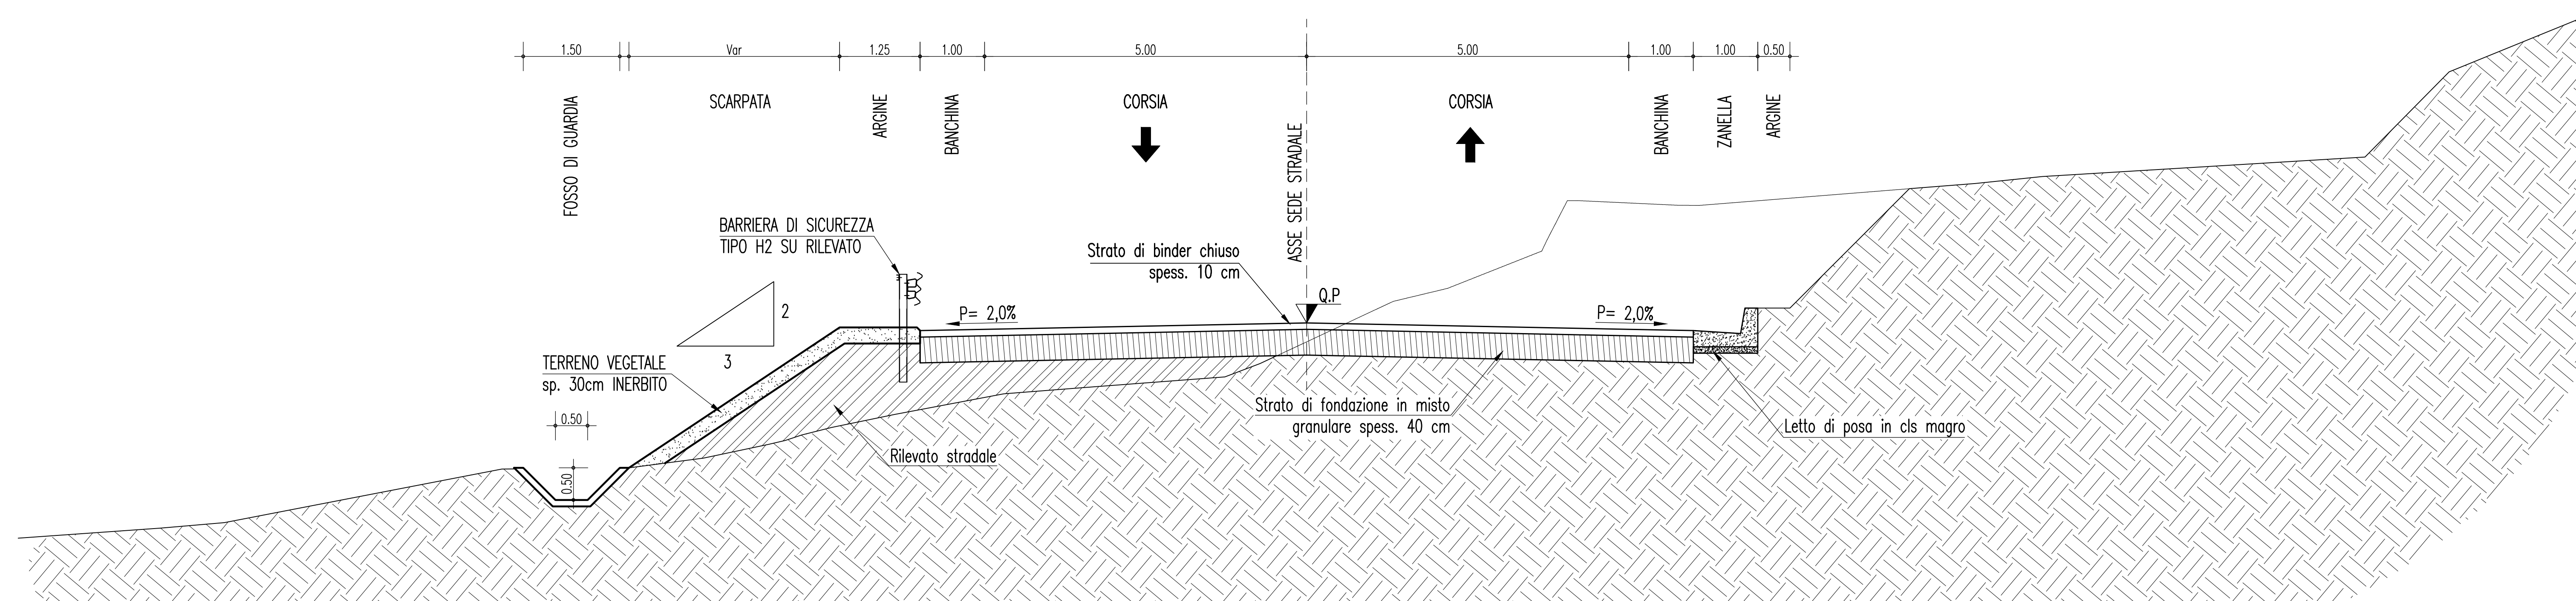 1.50
Var
1.25
1.00
5.00
5.00
1.00
1.00
0.50
FOSSO DI GUARDIA
SCARPATA
ARGINE
BANCHINA
CORSIA
ASSE SEDE STRADALE
CORSIA
BANCHINA
ZANELLA
ARGINE
BARRIERA DI SICUREZZA
TIPO H2 SU RILEVATO
Strato di binder chiuso
spess. 10 cm
Q.P
P= 2,0%
P= 2,0%
2
3
TERRENO VEGETALE
sp. 30cm INERBITO
0.50
0.50
Rilevato stradale
Strato di fondazione in misto
granulare spess. 40 cm
Letto di posa in cls magro